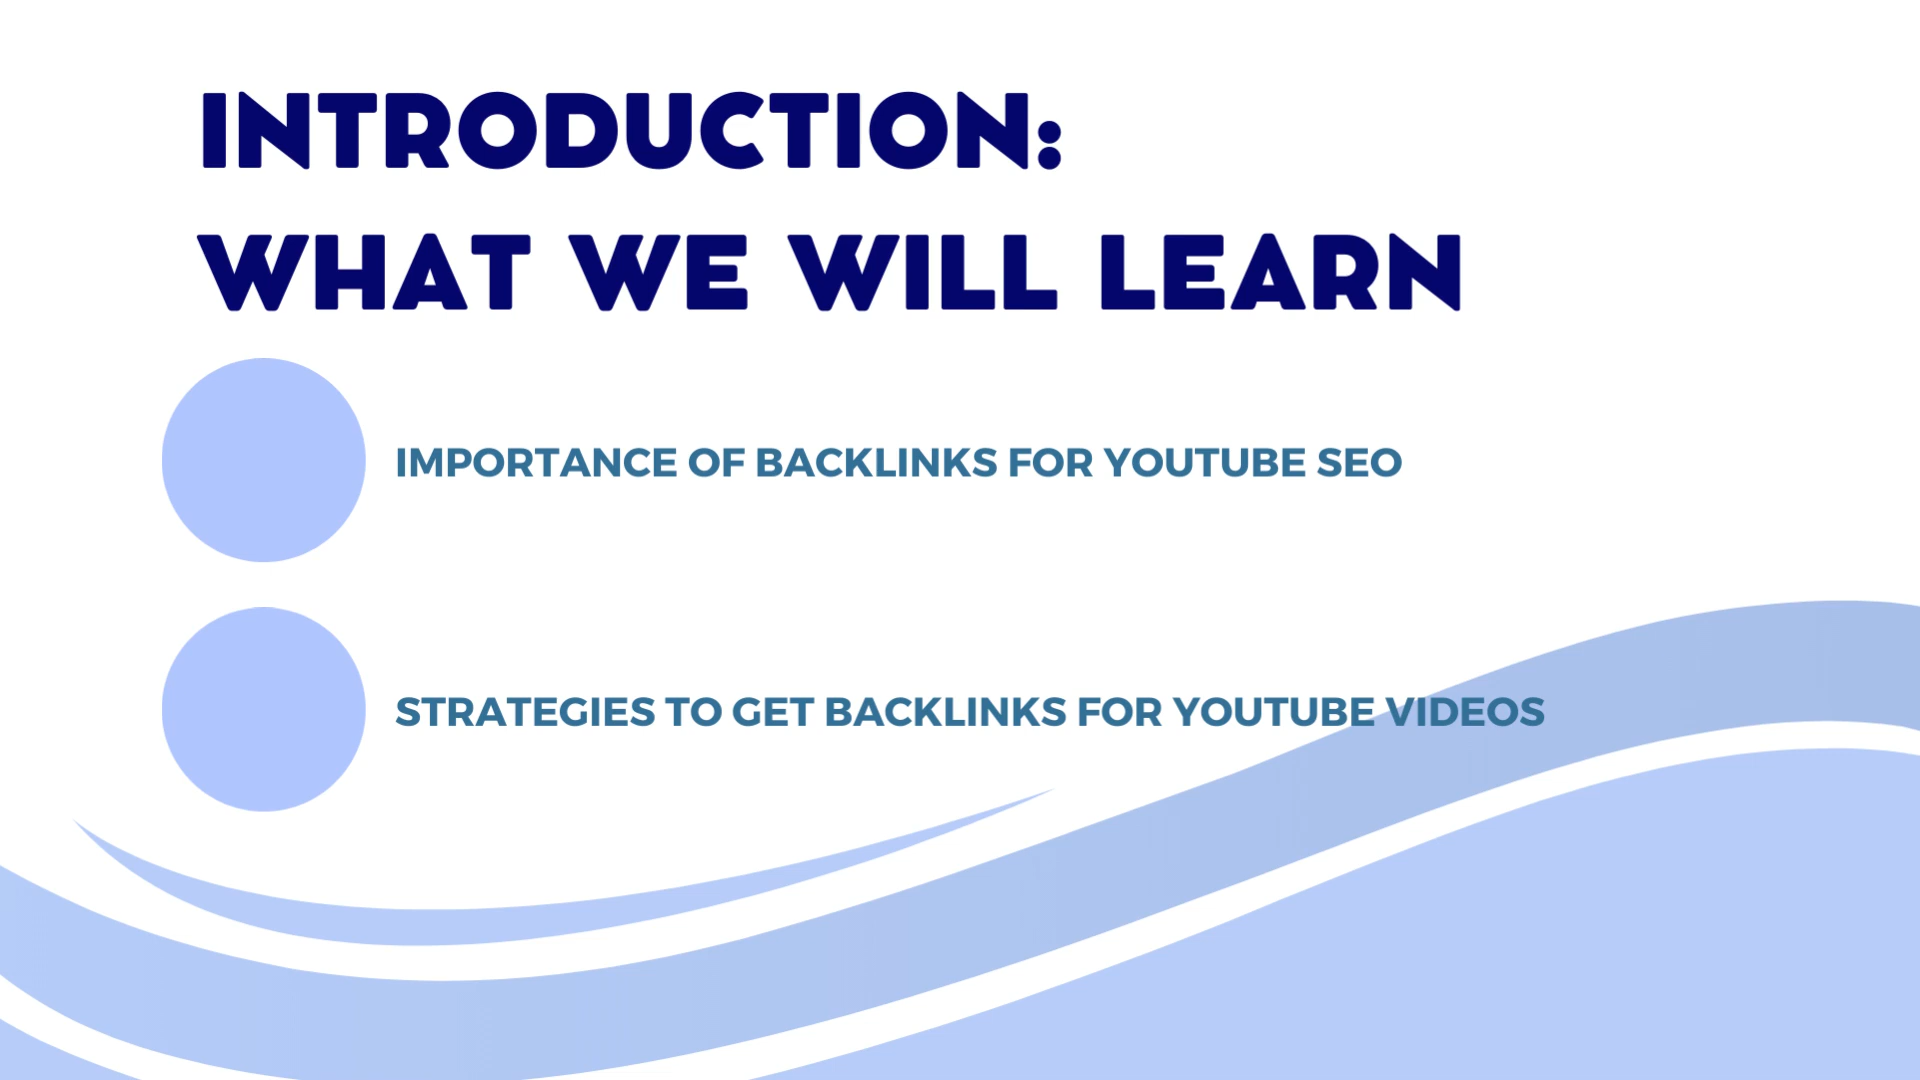 INTRODUCTION:
WHAT WE WILL LEARN
IMPORTANCE OF BACKLINKS FOR YOUTUBE SEO
STRATEGIES TO GET BACKLINKS FOR YOUTUBE VIDEOS